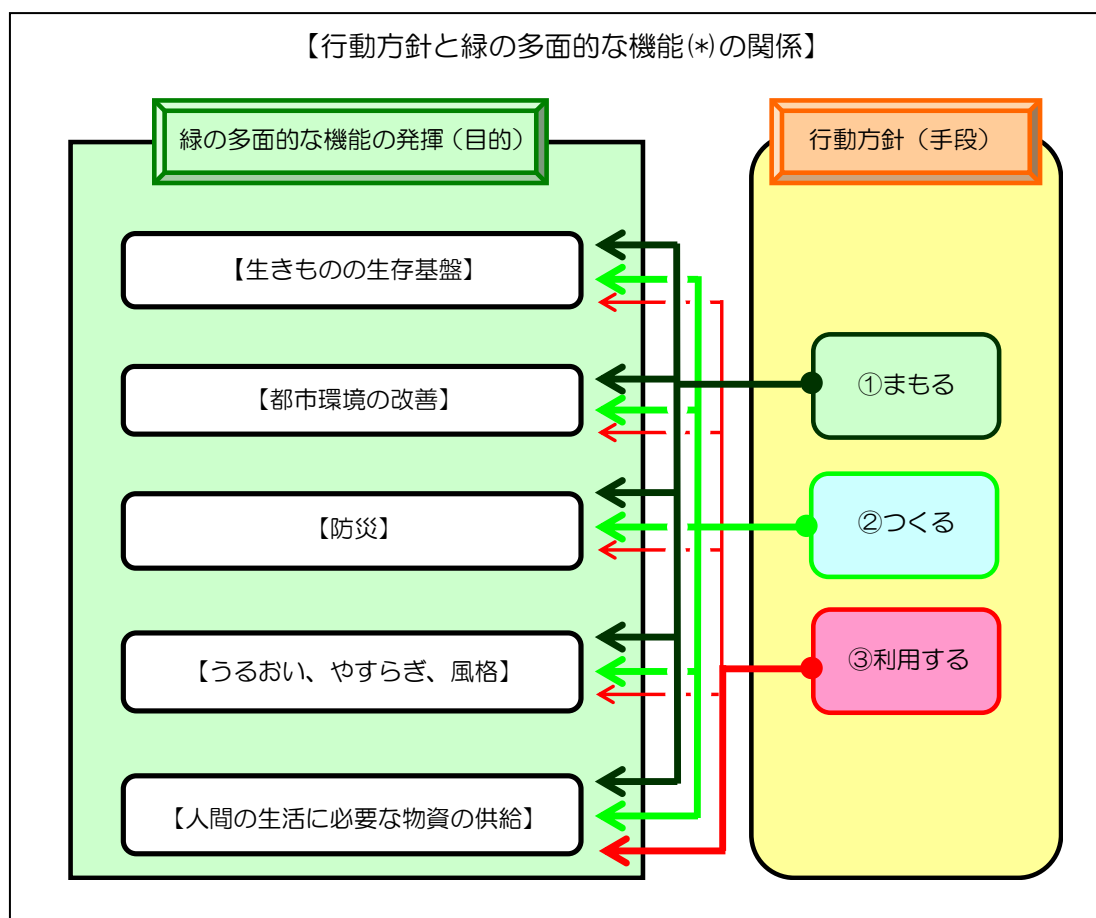 【行動方針と緑の多面的な機能(*)の関係】
緑の多面的な機能の発揮（目的）
行動方針（手段）
【生きものの生存基盤】
【都市環境の改善】
【防災】
【うるおい、やすらぎ、風格】
【人間の生活に必要な物資の供給】
①まもる
②つくる
③利用する